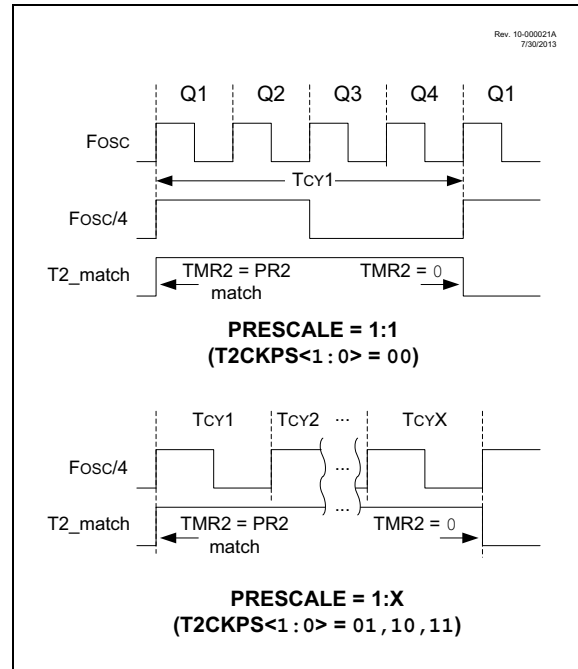 Rev. 10-000021A
7/30/2013
Q1 Q2 Q3 Q4 Q1
FOSC
TCY1
FOSC/4
T2_match
TMR2 = PR2
match
TMR2 = 0
PRESCALE = 1:1
(T2CKPS<1:0> = 00)
TCY1 TCY2 ... TCYX
FOSC/4
...
T2_match
...
TMR2 = PR2
match
TMR2 = 0
PRESCALE = 1:X
(T2CKPS<1:0> = 01,10,11)